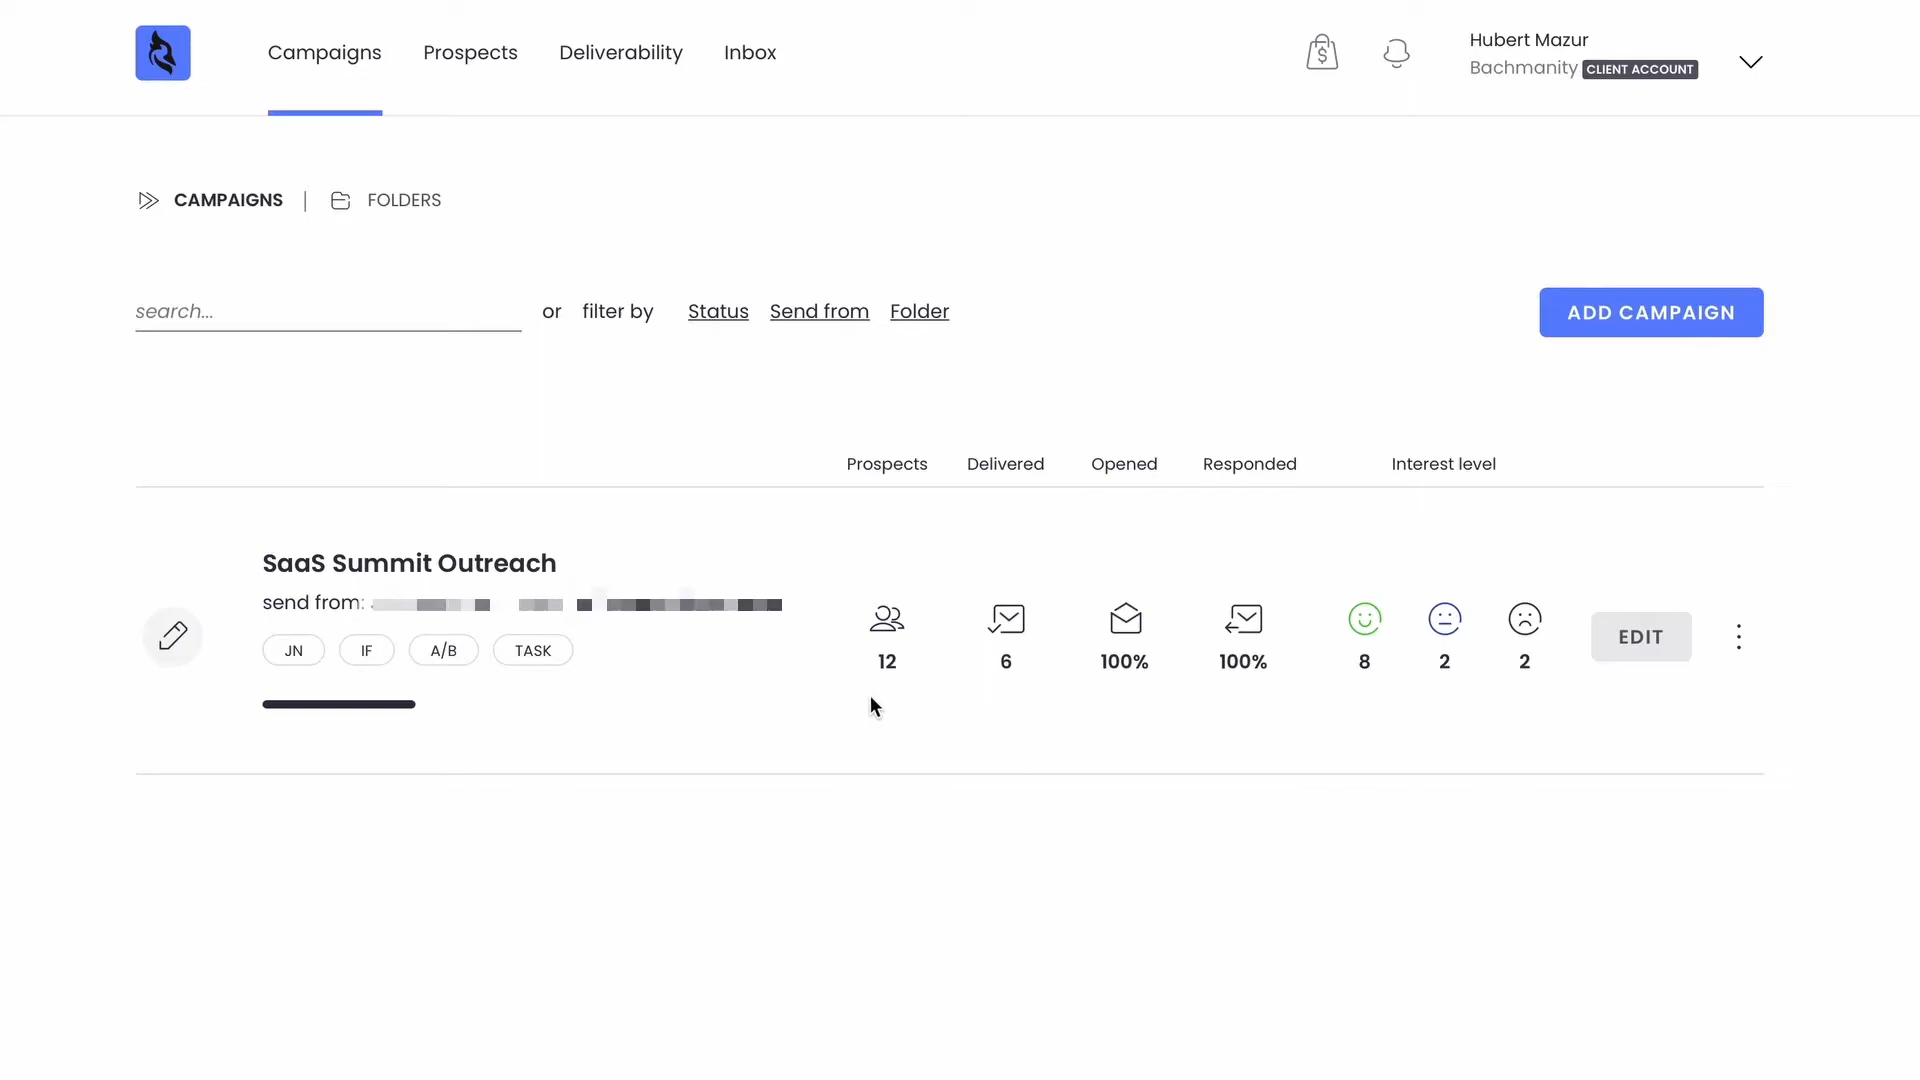 Campaigns Prospects Deliverability Inbox
Hubert Mazur
Bachmanity CLIENT ACCOUNT
CAMPAIGNS | FOLDERS
search... or filter by Status Send from Folder
ADD CAMPAIGN
Prospects Delivered Opened Responded Interest level
SaaS Summit Outreach
send from:
JN IF A/B TASK
12 6 100% 100% 8 2 2
EDIT